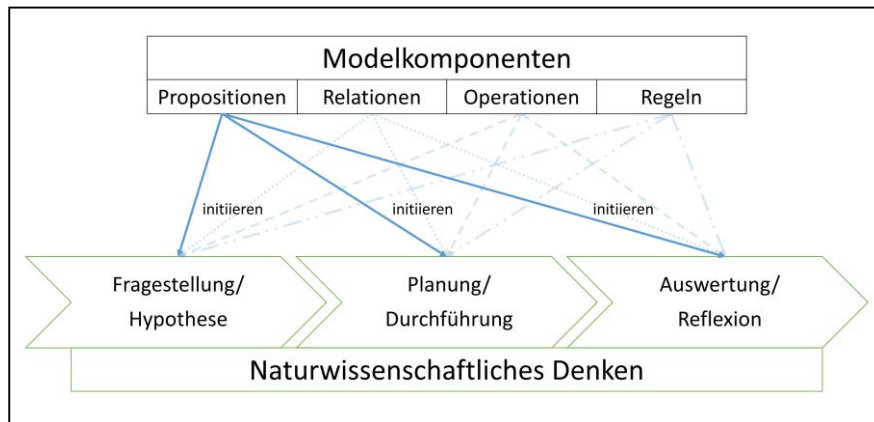 Modelkomponenten
Propositionen Relationen Operationen Regeln
initiieren initiieren initiieren
Fragestellung/ Planung/ Auswertung/
Hypothese Durchführung Reflexion
Naturwissenschaftliches Denken